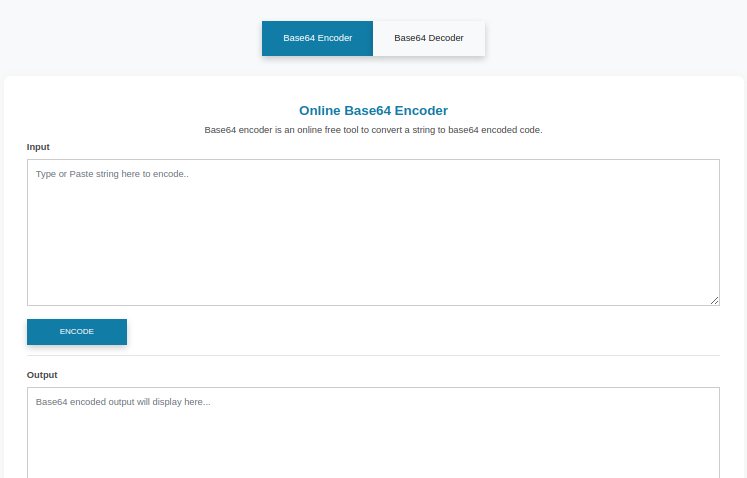 Base64 Encoder Base64 Decoder
Online Base64 Encoder
Base64 encoder is an online free tool to convert a string to base64 encoded code.
Input
Type or Paste string here to encode..
ENCODE
Output
Base64 encoded output will display here...